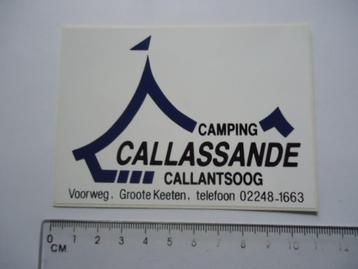 CAMPING
CALLASSANDE
CALLANTSOOG
Voorweg. Groote Keeten. telefoon 02248-1663
0 1 2 3 4 5 6 7 8 9 10 11 12
CM